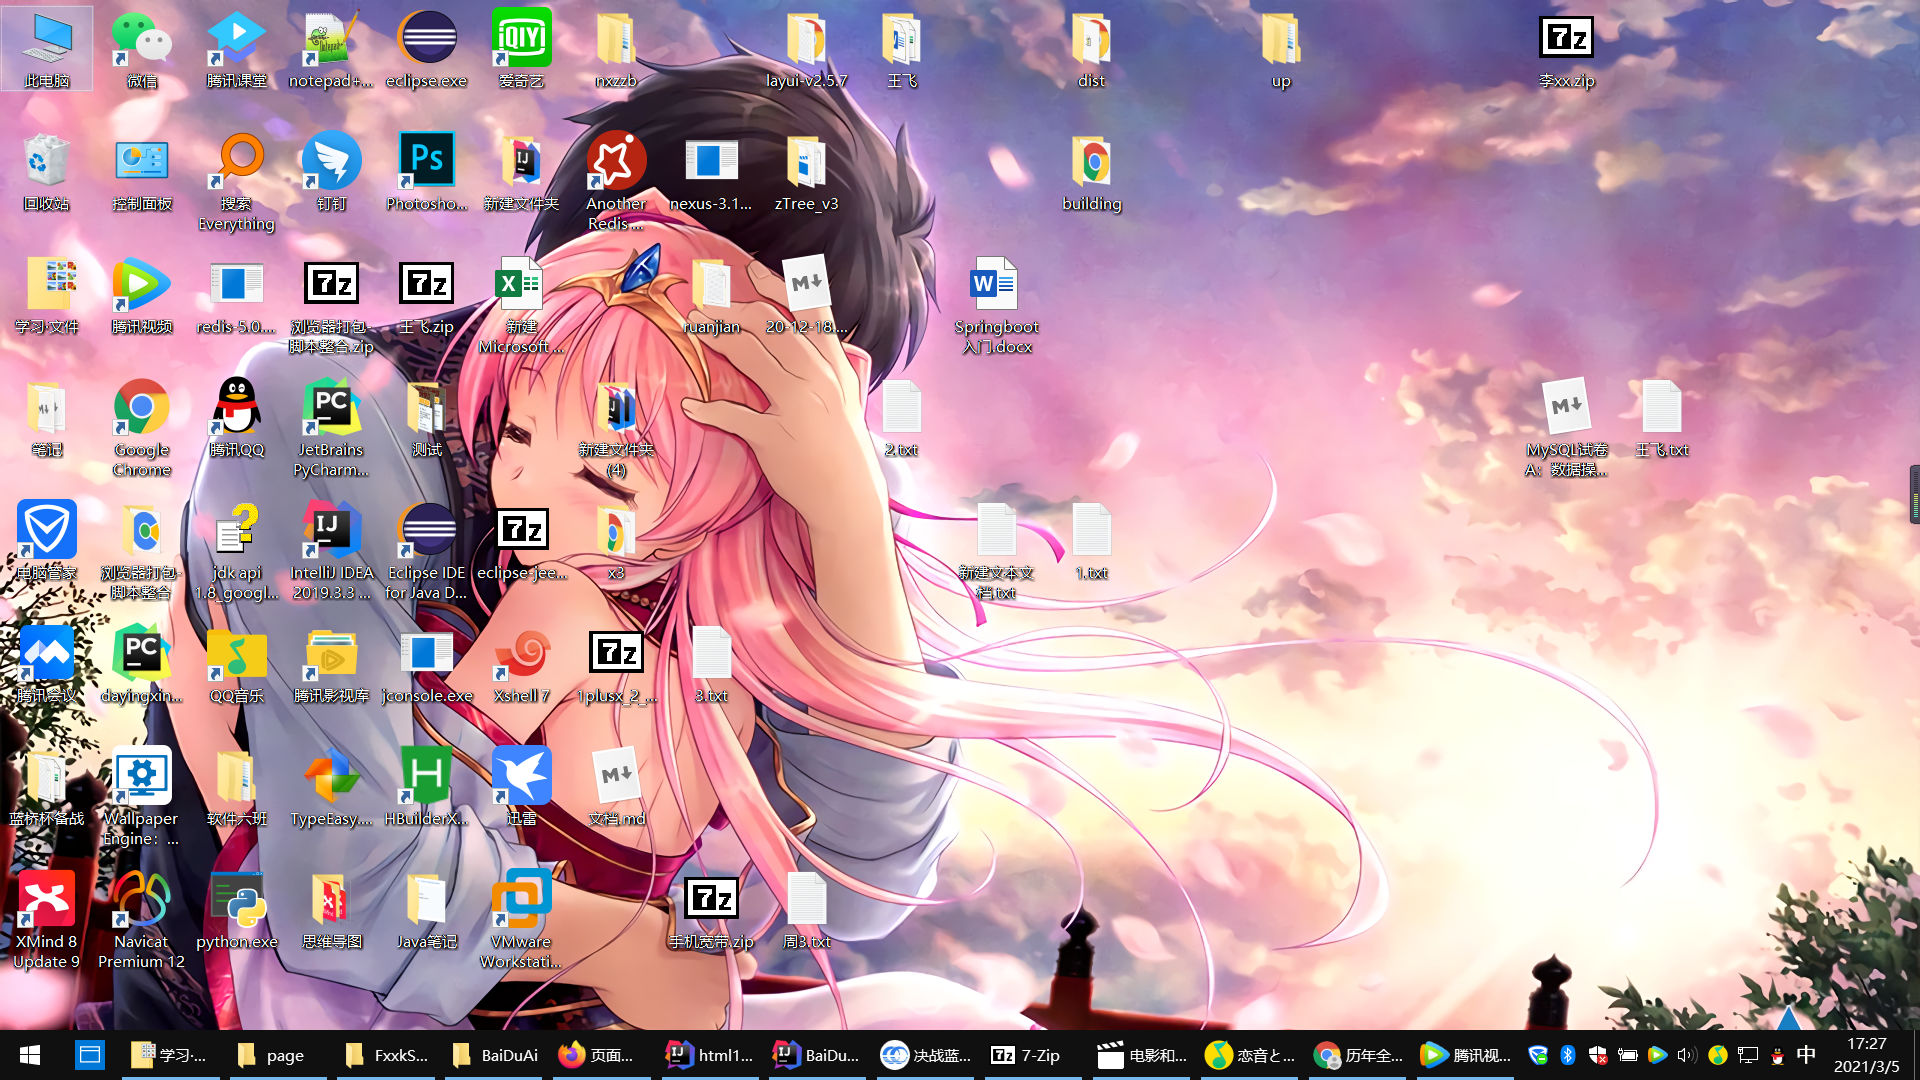 此电脑
微信
腾讯课堂
notepad+...
eclipse.exe
爱奇艺
nxzzb
layui-v2.5.7
王飞
dist
up
李xx.zip
回收站
控制面板
搜索
Everything
钉钉
Photosho...
新建文件夹
Another
Redis ...
nexus-3.1...
zTree_v3
building
学习·文件
腾讯视频
redis-5.0....
浏览器打包-
脚本整合.zip
王飞.zip
新建
Microsoft ...
ruanjian
20-12-18....
Springboot
入门.docx
笔记
Google
Chrome
腾讯QQ
JetBrains
PyCharm...
测试
新建文件夹
(4)
2.txt
MySQL试卷
A：数据操...
王飞.txt
电脑管家
浏览器打包-
脚本整合
jdk api
1.8_googl...
IntelliJ IDEA
2019.3.3 ...
Eclipse IDE
for Java D...
eclipse-jee...
x3
新建文本文
档.txt
1.txt
腾讯会议
dayingxin...
QQ音乐
腾讯影视库
jconsole.exe
Xshell 7
1plusx_2_...
3.txt
蓝桥杯备战
Wallpaper
Engine：...
软件六班
TypeEasy....
HBuilderX...
迅雷
文档.md
XMind 8
Update 9
Navicat
Premium 12
python.exe
思维导图
Java笔记
VMware
Workstati...
手机宽带.zip
周3.txt
学习·...
page
FxxkS...
BaiDuAi
页面...
html1...
BaiDu...
决战蓝...
7-Zip
电影和...
恋音と...
历年全...
腾讯视...
中
17:27
2021/3/5